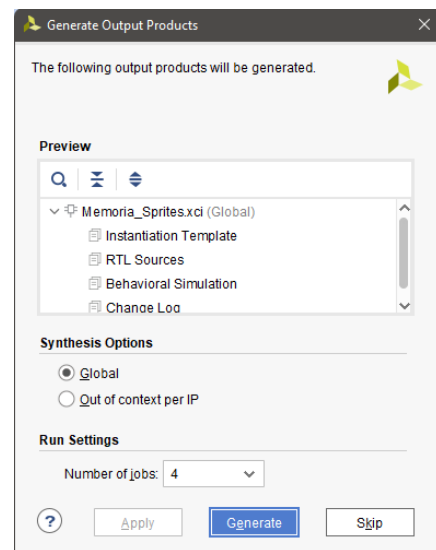 Generate Output Products
The following output products will be generated.
Preview
Memoria_Sprites.xci (Global)
Instantiation Template
RTL Sources
Behavioral Simulation
Change Log
Synthesis Options
Global
Out of context per IP
Run Settings
Number of jobs: 4
? Apply Generate Skip